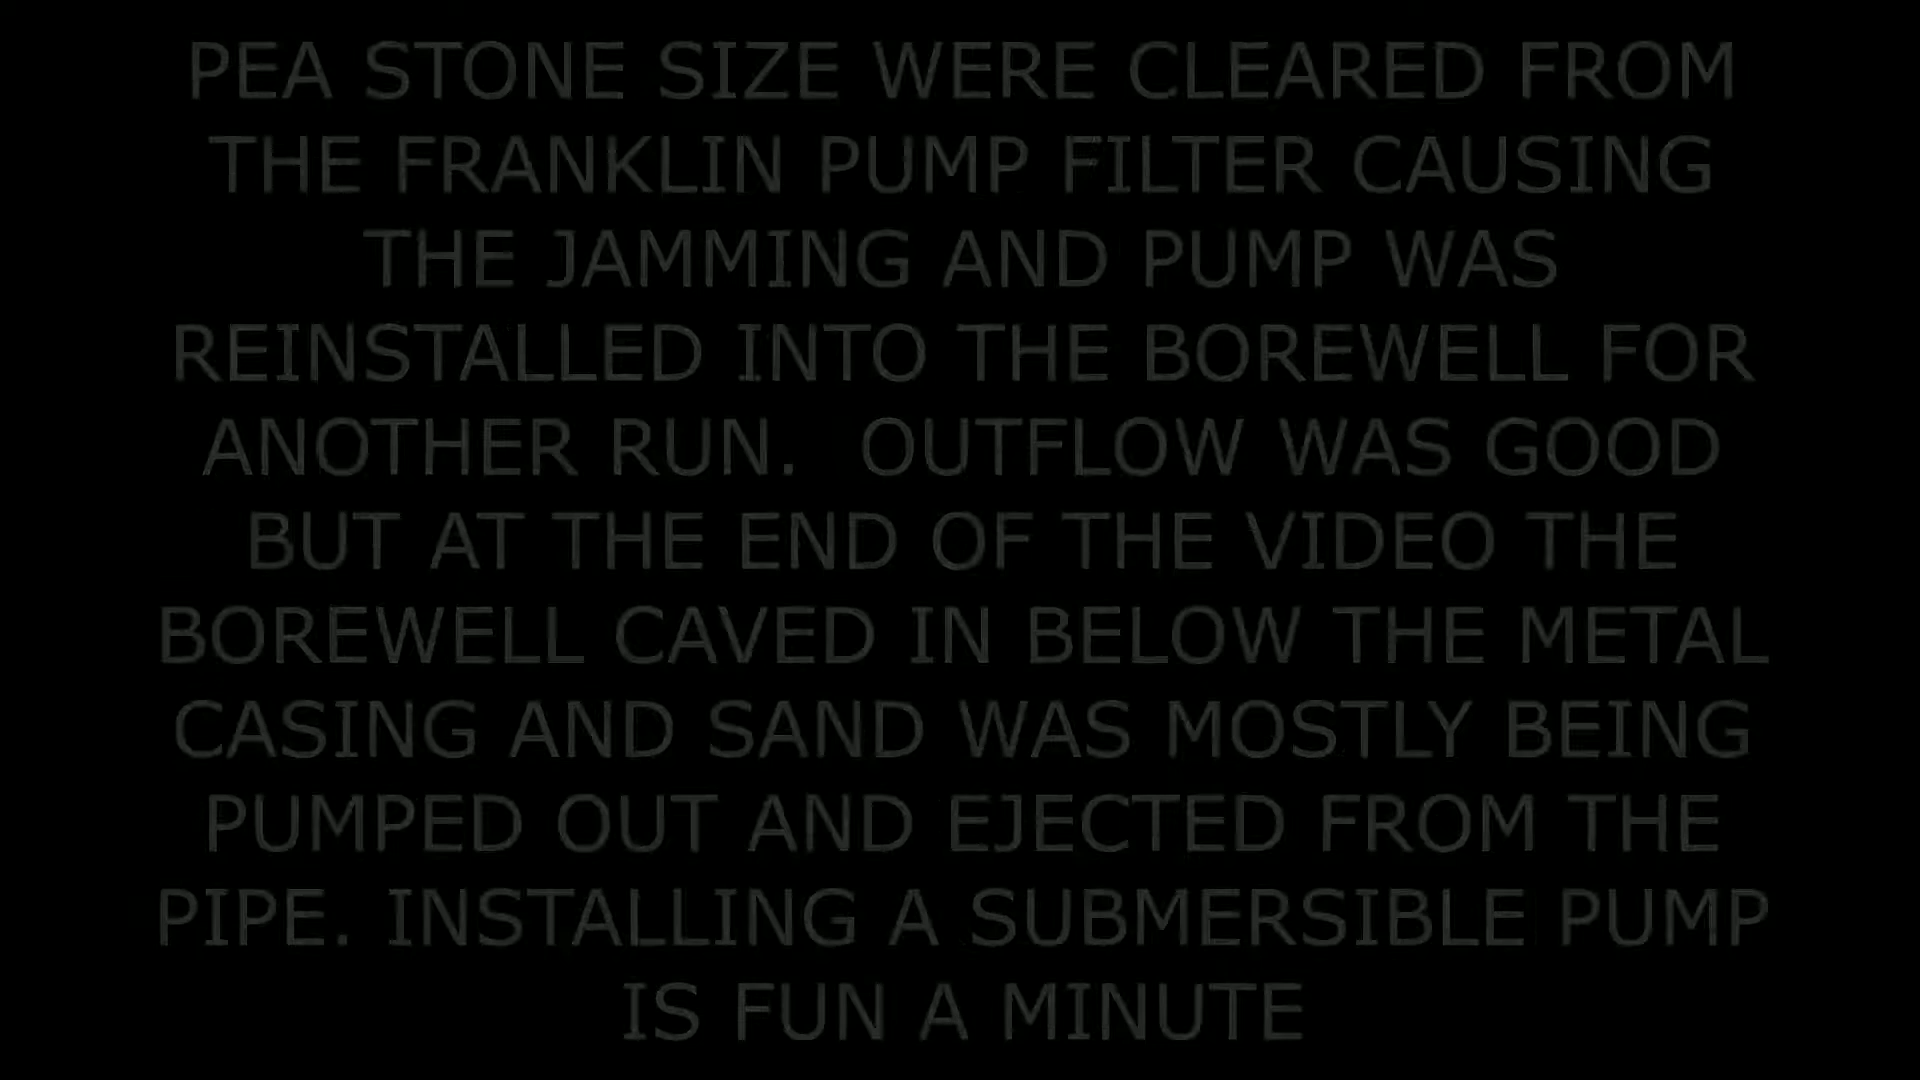 PEA STONE SIZE WERE CLEARED FROM
THE FRANKLIN PUMP FILTER CAUSING
THE JAMMING AND PUMP WAS
REINSTALLED INTO THE BOREWELL FOR
ANOTHER RUN.  OUTFLOW WAS GOOD
BUT AT THE END OF THE VIDEO THE
BOREWELL CAVED IN BELOW THE METAL
CASING AND SAND WAS MOSTLY BEING
PUMPED OUT AND EJECTED FROM THE
PIPE. INSTALLING A SUBMERSIBLE PUMP
IS FUN A MINUTE